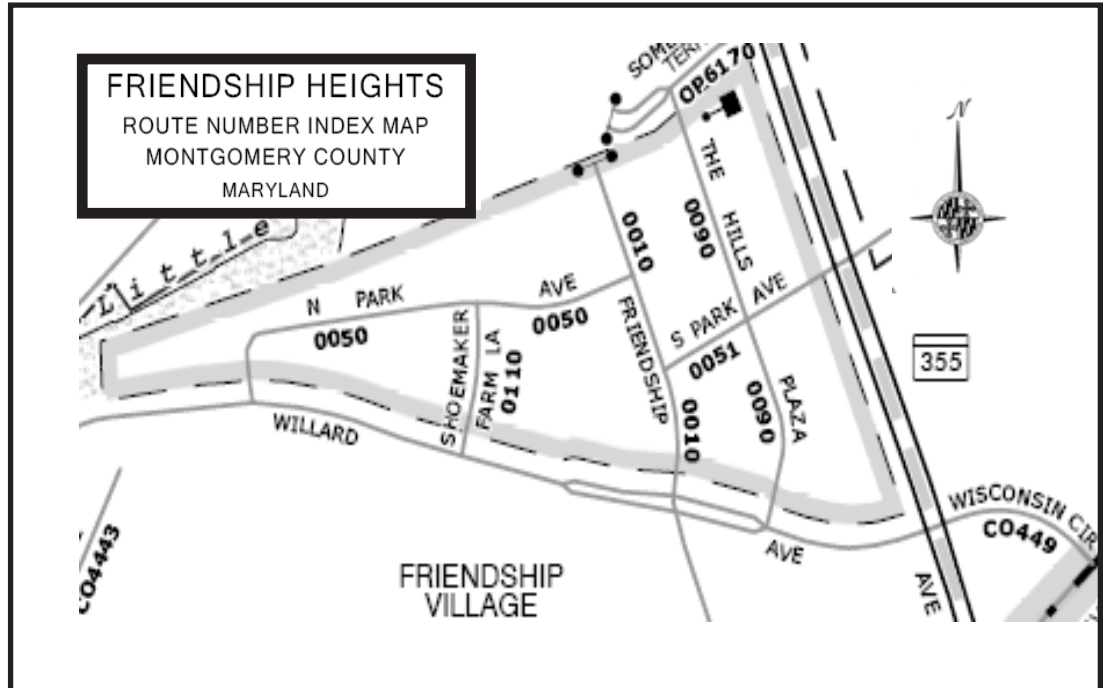 FRIENDSHIP HEIGHTS
ROUTE NUMBER INDEX MAP
MONTGOMERY COUNTY
MARYLAND
OP6170
N
THE HILLS PLAZA
0090
0010
Little
N PARK AVE
0050
0050
FRIENDSHIP
S PARK AVE
0051
355
SHOEMAKER
FARM LA
0110
0010
0090
WILLARD AVE
WISCONSIN CIR
CO449
CO4443
FRIENDSHIP
VILLAGE
AVE